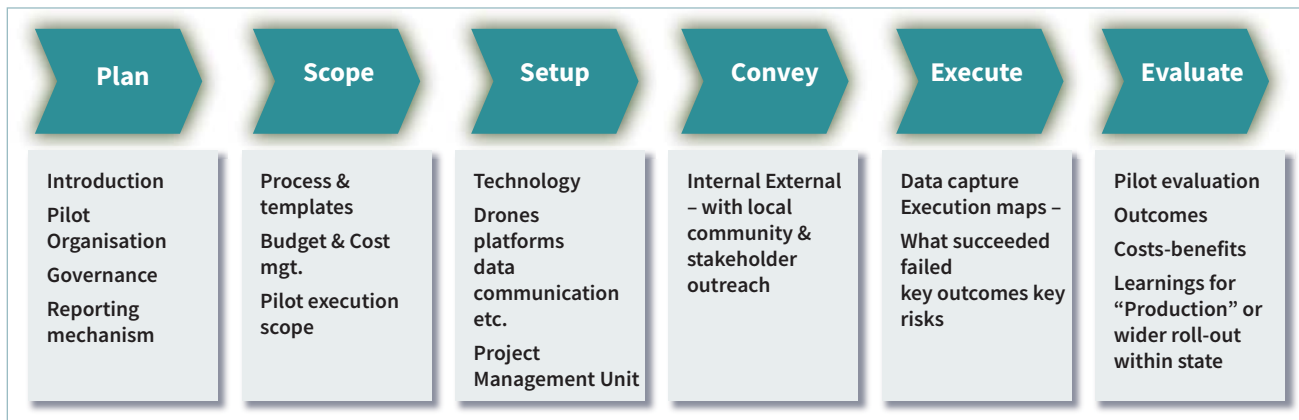 Plan
Scope
Setup
Convey
Execute
Evaluate
Introduction
Pilot
Organisation
Governance
Reporting
mechanism
Process &
templates
Budget & Cost
mgt.
Pilot execution
scope
Technology
Drones
platforms
data
communication
etc.
Project
Management Unit
Internal External
– with local
community &
stakeholder
outreach
Data capture
Execution maps –
What succeeded
failed
key outcomes key
risks
Pilot evaluation
Outcomes
Costs-benefits
Learnings for
“Production” or
wider roll-out
within state